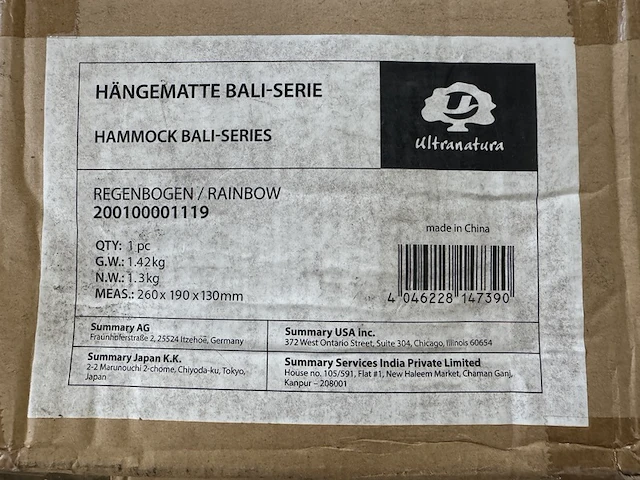 HÄNGEMATTE BALI-SERIE
HAMMOCK BALI-SERIES
Ultranatura
REGENBOGEN / RAINBOW
200100001119
QTY: 1 pc
G.W.: 1.42kg
N.W.: 1.3kg
MEAS.: 260 x 190 x 130mm
made in China
4 046228 147390
Summary AG
Fraunhoferstraße 2, 25524 Itzehoe, Germany
Summary USA inc.
372 West Ontario Street, Suite 304, Chicago, Illinois 60654
Summary Japan K.K.
2-2 Marunouchi 2-chome, Chiyoda-ku, Tokyo,
Japan
Summary Services India Private Limited
House no. 105/591, Flat #1, New Haleem Market, Chaman Ganj,
Kanpur – 208001